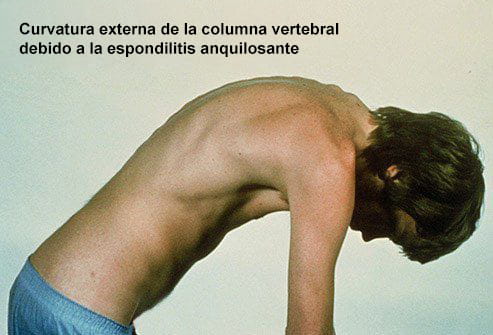 Curvatura externa de la columna vertebral
debido a la espondilitis anquilosante